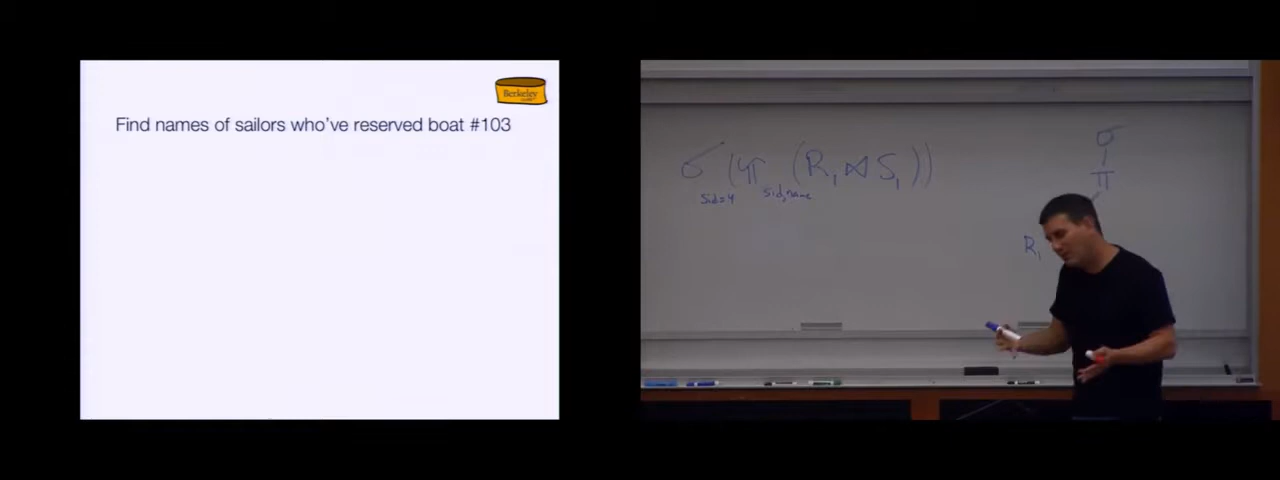 Berkeley
Find names of sailors who've reserved boat #103
σ sid=4 (π sid,name (R₁ ⋈ S₁))
σ
π
R₁